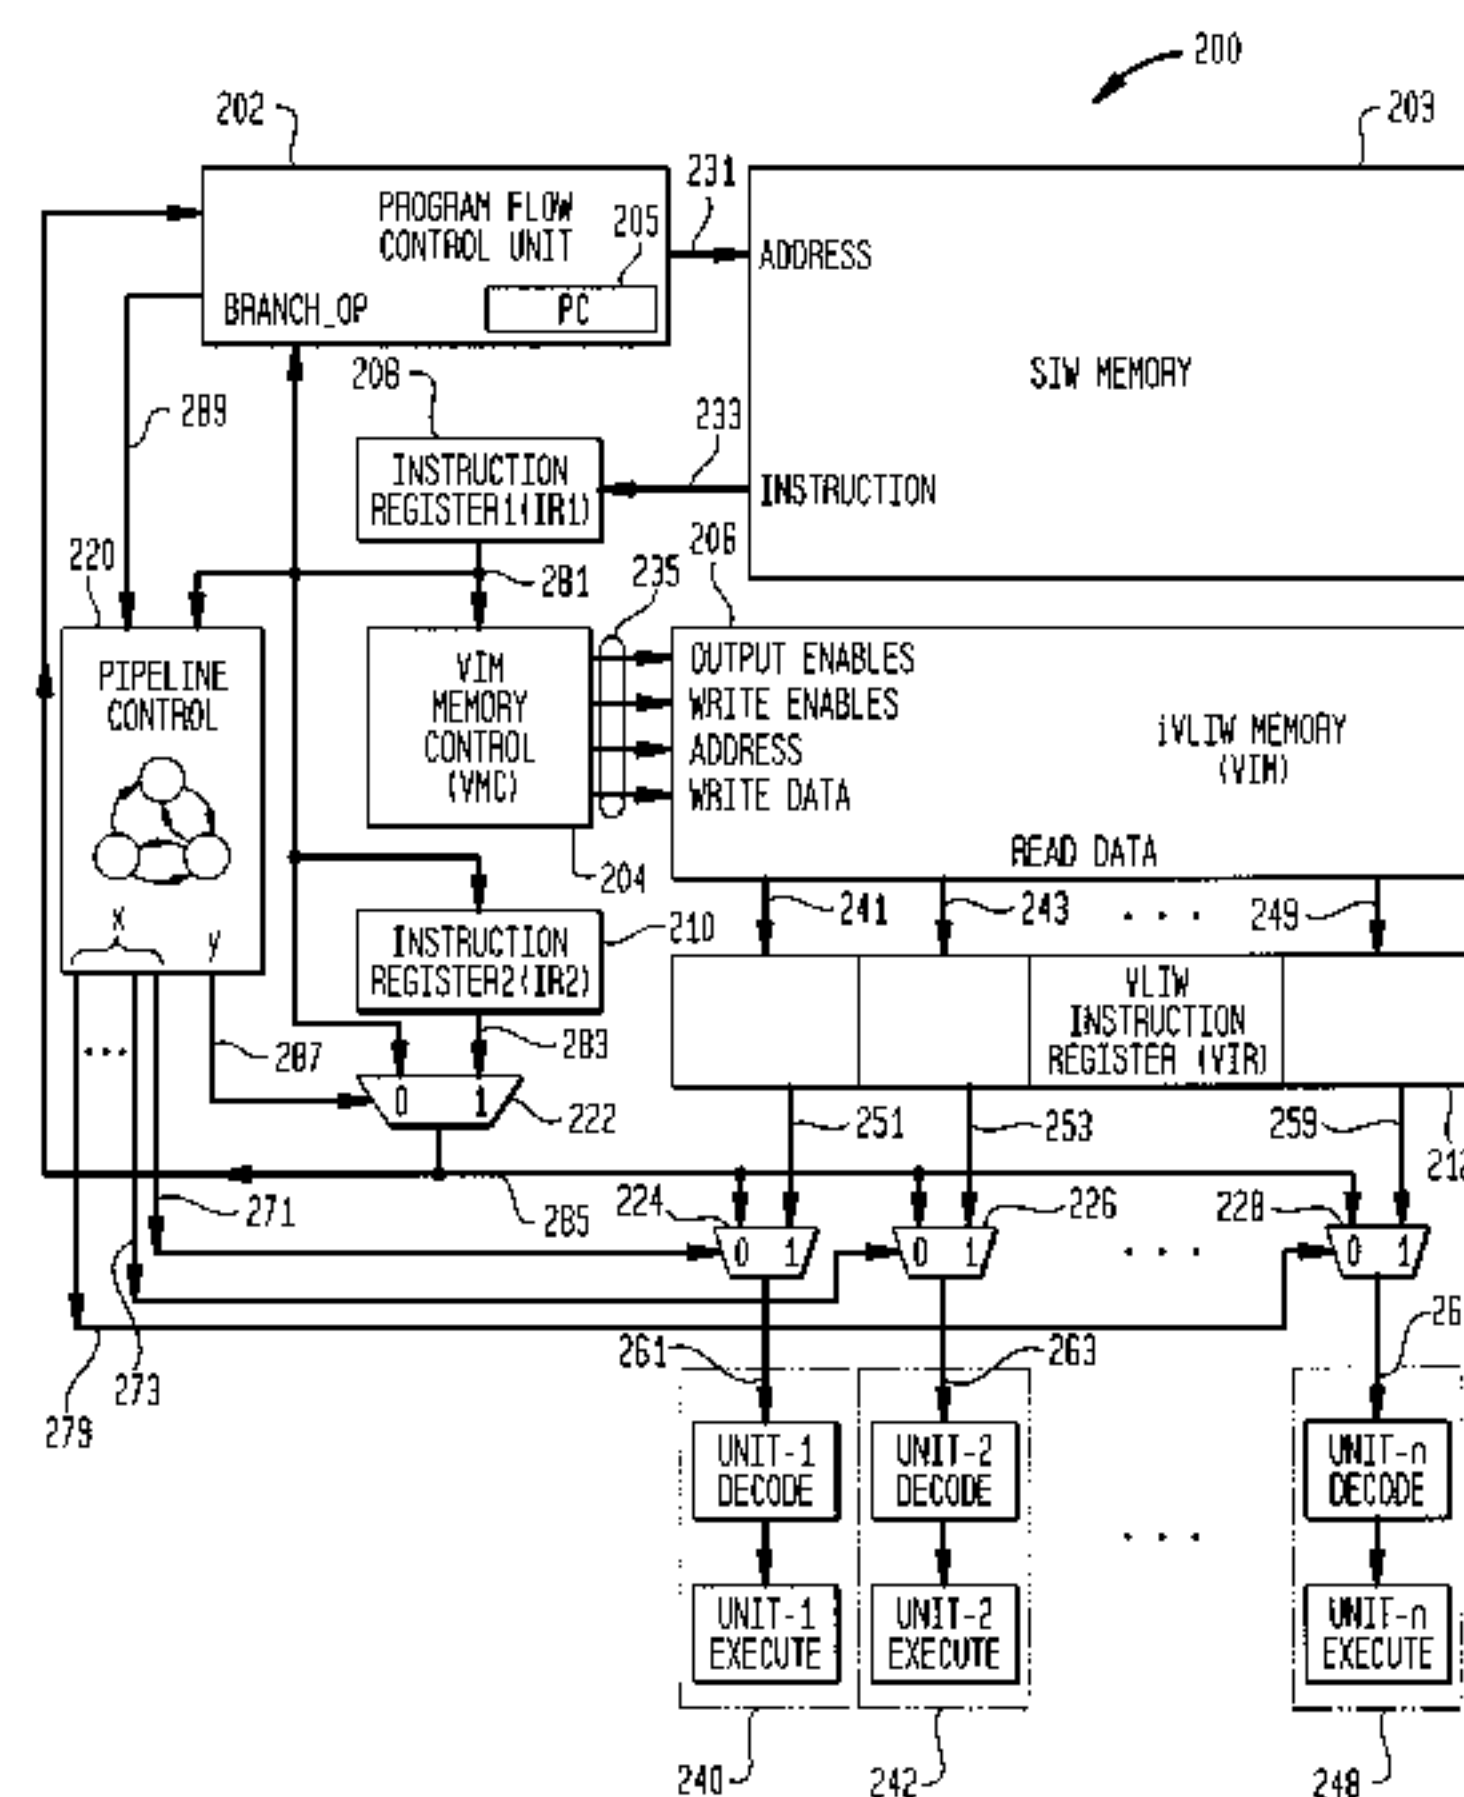 200
202
203
PROGRAM FLOW
CONTROL UNIT
205
231
ADDRESS
BRANCH_OP
PC
208
SIW MEMORY
289
233
INSTRUCTION
REGISTER1(IR1)
INSTRUCTION
220
281
235
206
PIPELINE
CONTROL
VIM
MEMORY
CONTROL
(VMC)
OUTPUT ENABLES
WRITE ENABLES
ADDRESS
WRITE DATA
iVLIW MEMORY
(VIM)
READ DATA
204
241
243
. . .
249
x
y
INSTRUCTION
REGISTER2(IR2)
210
VLIW
INSTRUCTION
REGISTER (VIR)
...
287
283
0 1
222
251
253
259
271
285
224
226
228
0 1
0 1
. . .
0 1
273
279
261
263
UNIT-1
DECODE
UNIT-2
DECODE
UNIT-n
DECODE
. . .
UNIT-1
EXECUTE
UNIT-2
EXECUTE
UNIT-n
EXECUTE
240
242
248